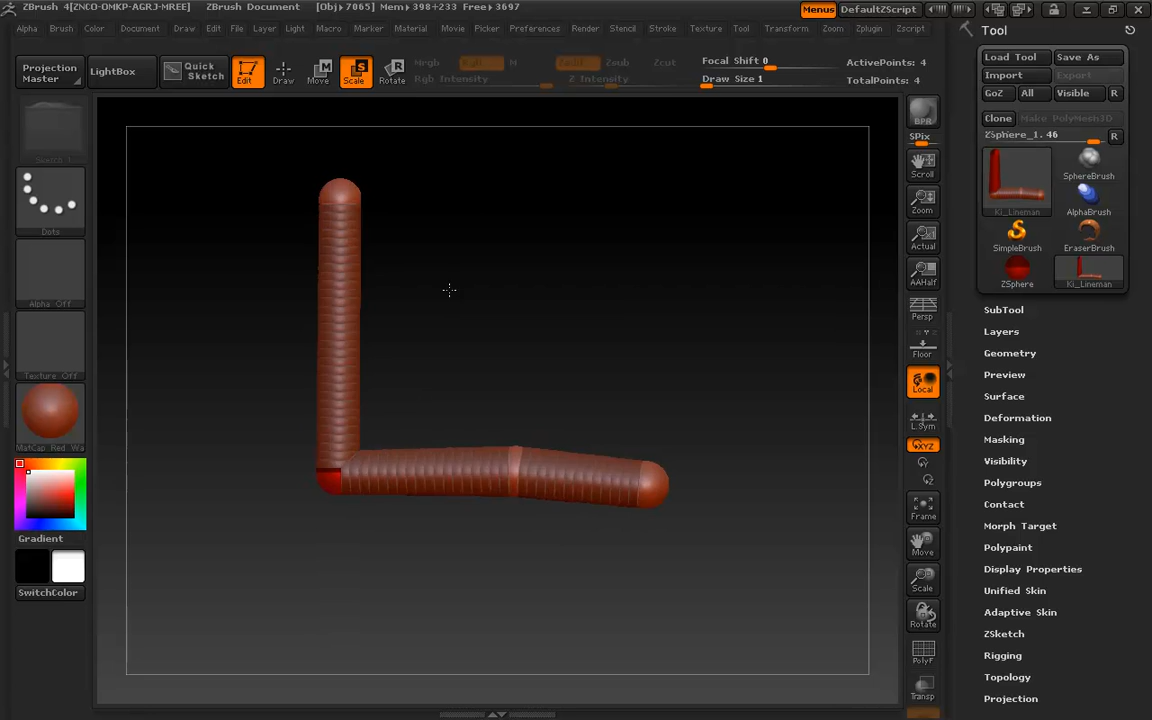 ZBrush 4[ZNCO-OMKP-AGRJ-MREE] ZBrush Document [Obj]7065] Mem>398+233 Free>3697 Menus DefaultZScript
Alpha Brush Color Document Draw Edit File Layer Light Macro Marker Material Movie Picker Preferences Render Stencil Stroke Texture Tool Transform Zoom Zplugin Zscript
Projection Master
LightBox
Quick Sketch
Edit
Draw
Move
Scale
Rotate
Mrgb Rgb M
Rgb Intensity
Zadd Zsub Zcut
Z Intensity
Focal Shift 0
Draw Size 1
ActivePoints: 4
TotalPoints: 4
Dots
Alpha Off
Texture Off
MatCap Red Wa
Gradient
SwitchColor
BPR
SPix
Scroll
Zoom
Actual
AAHalf
Persp
Floor
Local
L.Sym
XYZ
Frame
Move
Scale
Rotate
PolyF
Transp
Tool
Load Tool Save As
Import Export
GoZ All Visible R
Clone Make PolyMesh3D
ZSphere_1. 46 R
Ki_Lineman
SphereBrush
AlphaBrush
SimpleBrush EraserBrush
ZSphere Ki_Lineman
SubTool
Layers
Geometry
Preview
Surface
Deformation
Masking
Visibility
Polygroups
Contact
Morph Target
Polypaint
Display Properties
Unified Skin
Adaptive Skin
ZSketch
Rigging
Topology
Projection